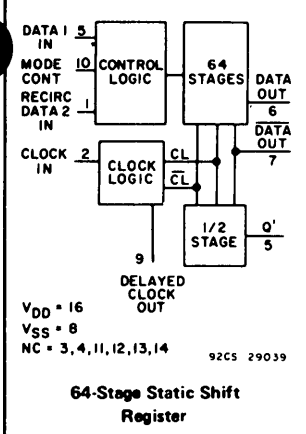 DATA 1 5
IN
MODE 10
CONT
RECIRC
DATA 2 1
IN
CONTROL
LOGIC
64
STAGES
DATA
OUT
6
DATA
OUT
7
CLOCK 2
IN
CLOCK
LOGIC
CL
CL
1/2
STAGE
Q'
5
9
DELAYED
CLOCK
OUT
VDD = 16
VSS = 8
NC = 3,4,11,12,13,14
92CS 29039
64-Stage Static Shift
Register